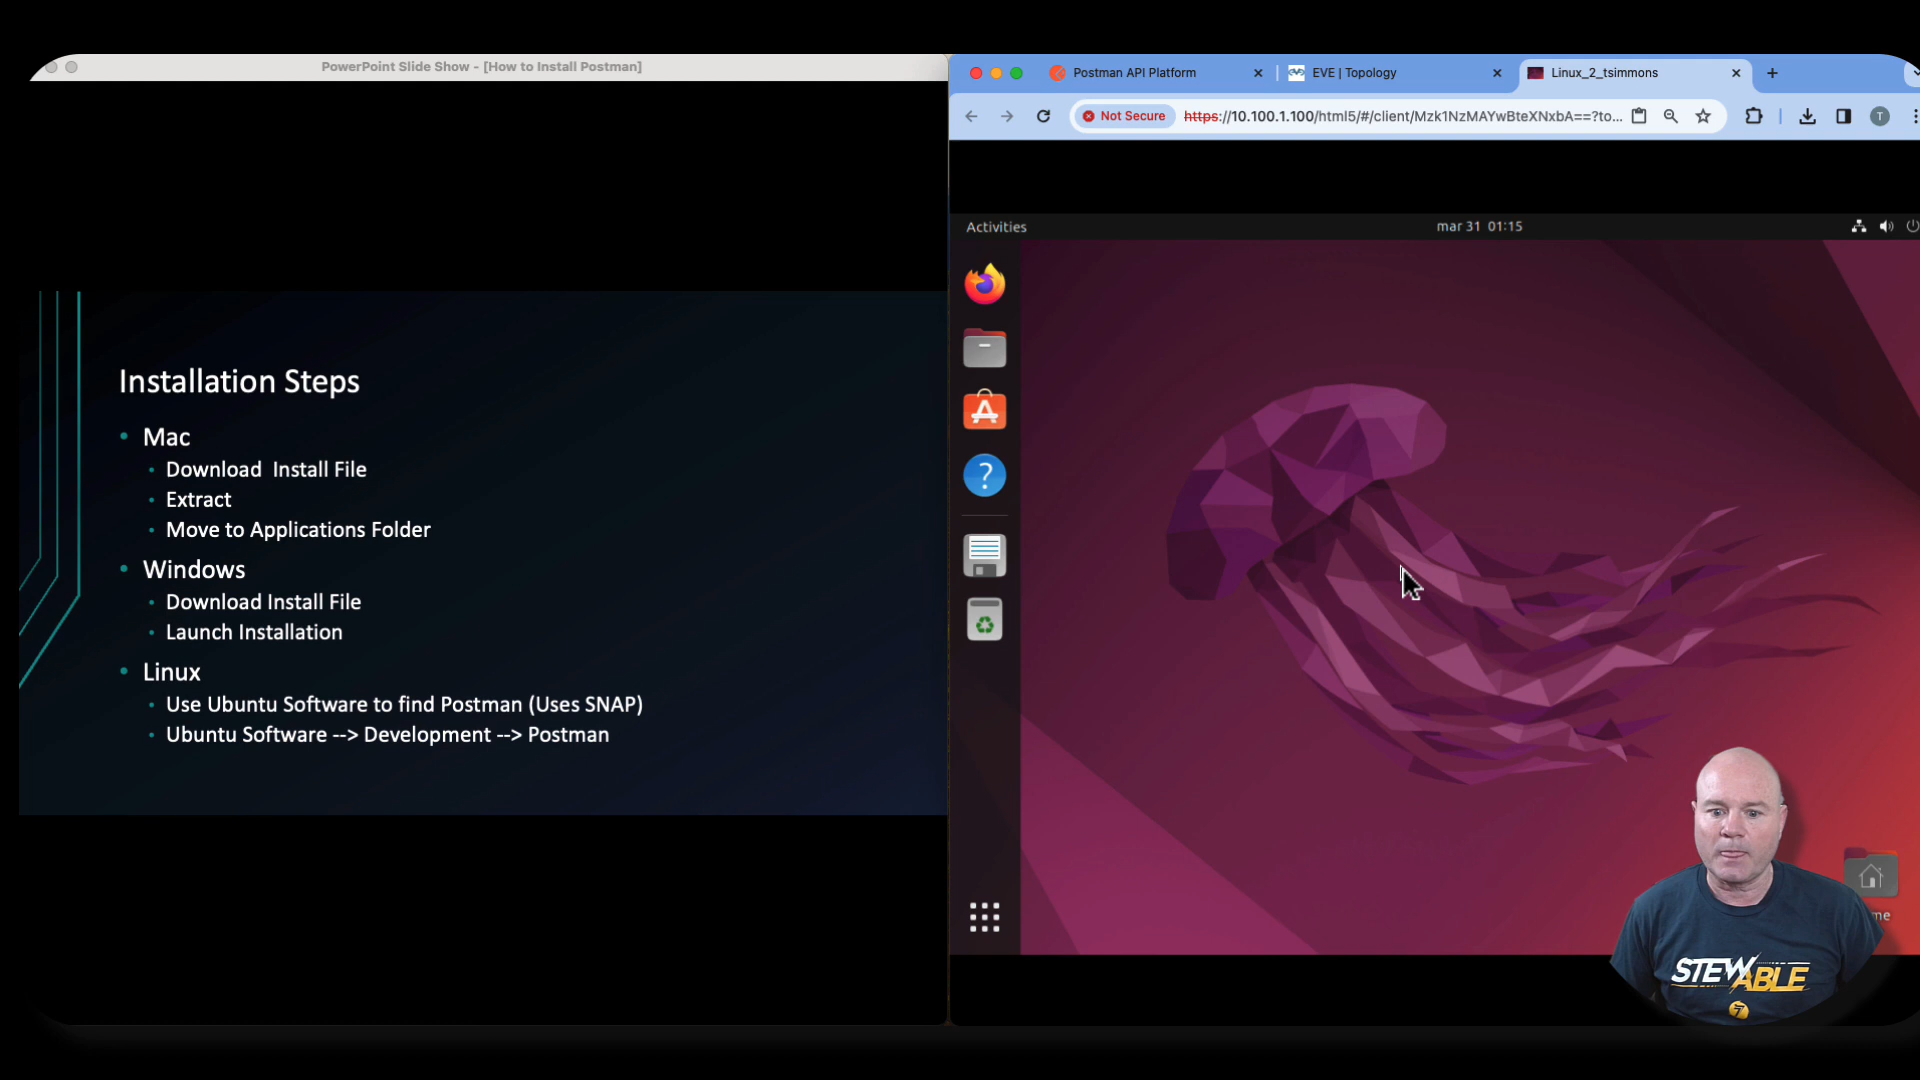 PowerPoint Slide Show - [How to Install Postman]
Installation Steps
Mac
Download Install File
Extract
Move to Applications Folder
Windows
Download Install File
Launch Installation
Linux
Use Ubuntu Software to find Postman (Uses SNAP)
Ubuntu Software --> Development --> Postman
Postman API Platform
EVE | Topology
Linux_2_tsimmons
Not Secure
https://10.100.1.100/html5/#/client/Mzk1NzMAYwBteXNxbA==?to...
T
Activities
mar 31 01:15
me
STEWABLE
7